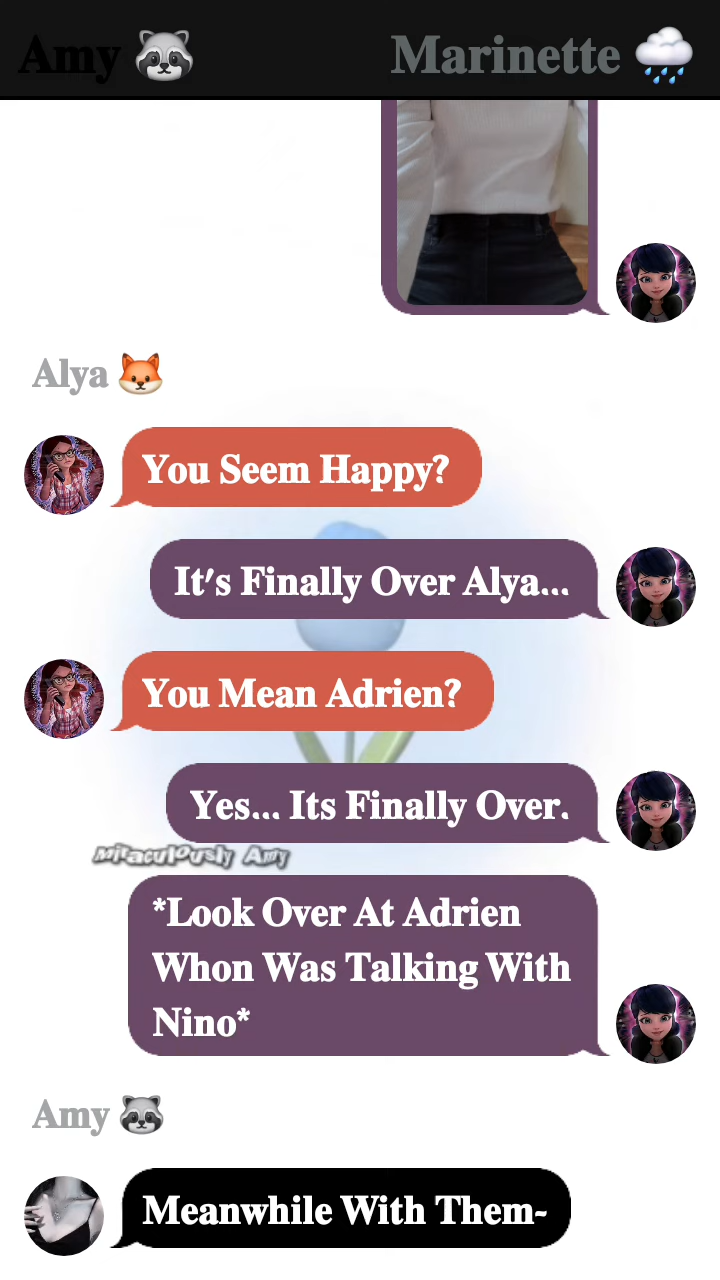 Amy 🦝 Marinette 🌧️
Alya 🦊
You Seem Happy?
It's Finally Over Alya...
You Mean Adrien?
Yes... Its Finally Over.
Miraculously Amy
*Look Over At Adrien
Whon Was Talking With
Nino*
Amy 🦝
Meanwhile With Them-